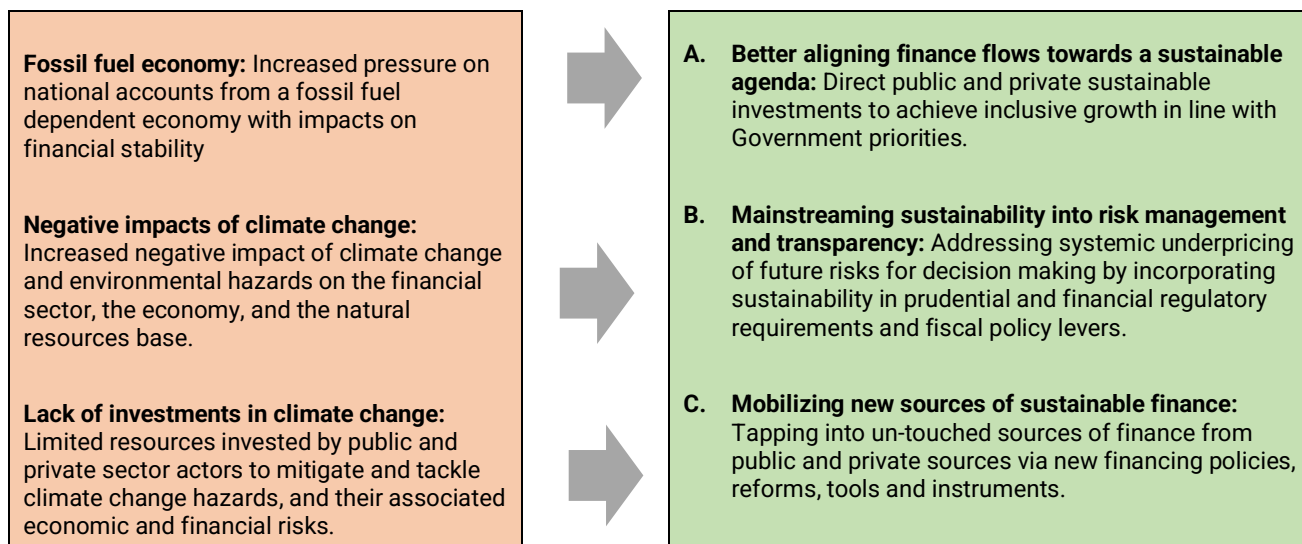 Fossil fuel economy: Increased pressure on
national accounts from a fossil fuel
dependent economy with impacts on
financial stability
Negative impacts of climate change:
Increased negative impact of climate change
and environmental hazards on the financial
sector, the economy, and the natural
resources base.
Lack of investments in climate change:
Limited resources invested by public and
private sector actors to mitigate and tackle
climate change hazards, and their associated
economic and financial risks.
A. Better aligning finance flows towards a sustainable
agenda: Direct public and private sustainable
investments to achieve inclusive growth in line with
Government priorities.
B. Mainstreaming sustainability into risk management
and transparency: Addressing systemic underpricing
of future risks for decision making by incorporating
sustainability in prudential and financial regulatory
requirements and fiscal policy levers.
C. Mobilizing new sources of sustainable finance:
Tapping into un-touched sources of finance from
public and private sources via new financing policies,
reforms, tools and instruments.